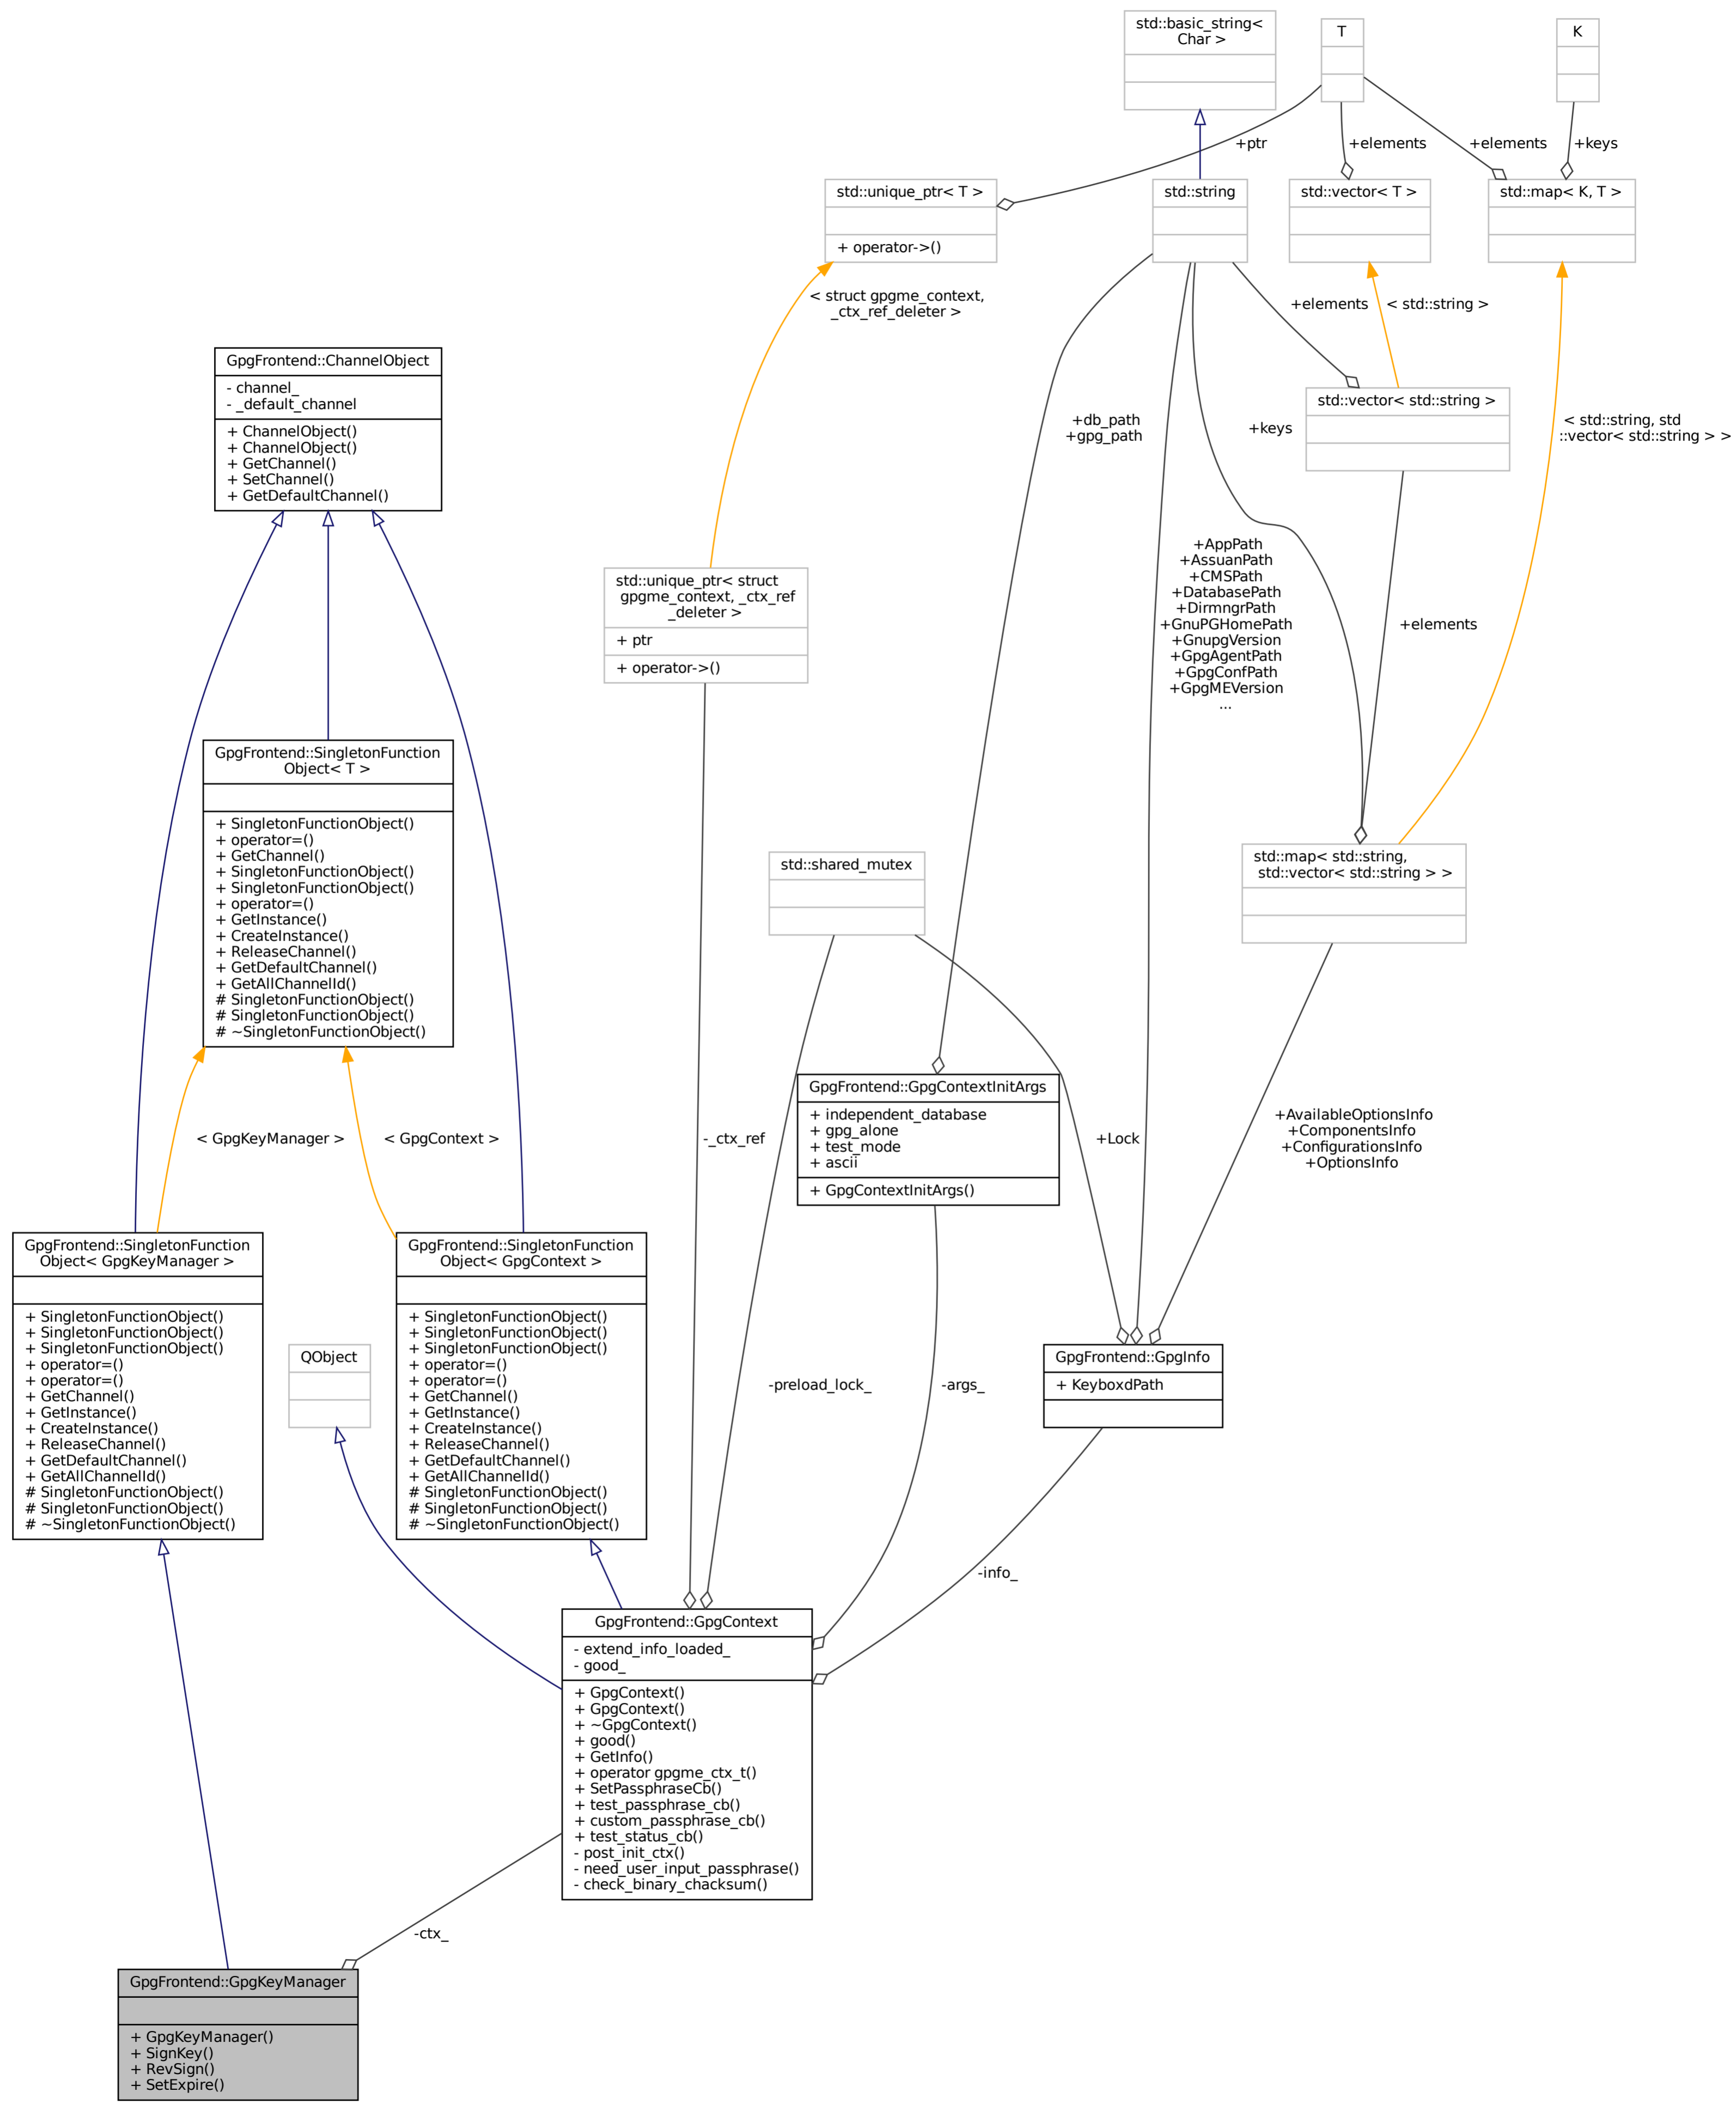 std::basic_string<
Char >
T
K
+ptr
+elements
+elements
+keys
std::unique_ptr< T >
+ operator->()
std::string
std::vector< T >
std::map< K, T >
< struct gpgme_context,
_ctx_ref_deleter >
+elements
< std::string >
GpgFrontend::ChannelObject
- channel_
- _default_channel
+ ChannelObject()
+ ChannelObject()
+ GetChannel()
+ SetChannel()
+ GetDefaultChannel()
+db_path
+gpg_path
+keys
std::vector< std::string >
< std::string, std
::vector< std::string > >
std::unique_ptr< struct
gpgme_context, _ctx_ref
_deleter >
+ ptr
+ operator->()
+AppPath
+AssuanPath
+CMSPath
+DatabasePath
+DirmngrPath
+GnuPGHomePath
+GnupgVersion
+GpgAgentPath
+GpgConfPath
+GpgMEVersion
...
+elements
GpgFrontend::SingletonFunction
Object< T >
+ SingletonFunctionObject()
+ operator=()
+ GetChannel()
+ SingletonFunctionObject()
+ SingletonFunctionObject()
+ operator=()
+ GetInstance()
+ CreateInstance()
+ ReleaseChannel()
+ GetDefaultChannel()
+ GetAllChannelId()
# SingletonFunctionObject()
# SingletonFunctionObject()
# ~SingletonFunctionObject()
std::shared_mutex
std::map< std::string,
std::vector< std::string > >
< GpgKeyManager >
< GpgContext >
-_ctx_ref
GpgFrontend::GpgContextInitArgs
+ independent_database
+ gpg_alone
+ test_mode
+ ascii
+ GpgContextInitArgs()
+Lock
+AvailableOptionsInfo
+ComponentsInfo
+ConfigurationsInfo
+OptionsInfo
GpgFrontend::SingletonFunction
Object< GpgKeyManager >
+ SingletonFunctionObject()
+ SingletonFunctionObject()
+ SingletonFunctionObject()
+ operator=()
+ operator=()
+ GetChannel()
+ GetInstance()
+ CreateInstance()
+ ReleaseChannel()
+ GetDefaultChannel()
+ GetAllChannelId()
# SingletonFunctionObject()
# SingletonFunctionObject()
# ~SingletonFunctionObject()
QObject
GpgFrontend::SingletonFunction
Object< GpgContext >
+ SingletonFunctionObject()
+ SingletonFunctionObject()
+ SingletonFunctionObject()
+ operator=()
+ operator=()
+ GetChannel()
+ GetInstance()
+ CreateInstance()
+ ReleaseChannel()
+ GetDefaultChannel()
+ GetAllChannelId()
# SingletonFunctionObject()
# SingletonFunctionObject()
# ~SingletonFunctionObject()
-preload_lock_
-args_
GpgFrontend::GpgInfo
+ KeyboxdPath
-info_
GpgFrontend::GpgContext
- extend_info_loaded_
- good_
+ GpgContext()
+ GpgContext()
+ ~GpgContext()
+ good()
+ GetInfo()
+ operator gpgme_ctx_t()
+ SetPassphraseCb()
+ test_passphrase_cb()
+ custom_passphrase_cb()
+ test_status_cb()
- post_init_ctx()
- need_user_input_passphrase()
- check_binary_chacksum()
-ctx_
GpgFrontend::GpgKeyManager
+ GpgKeyManager()
+ SignKey()
+ RevSign()
+ SetExpire()